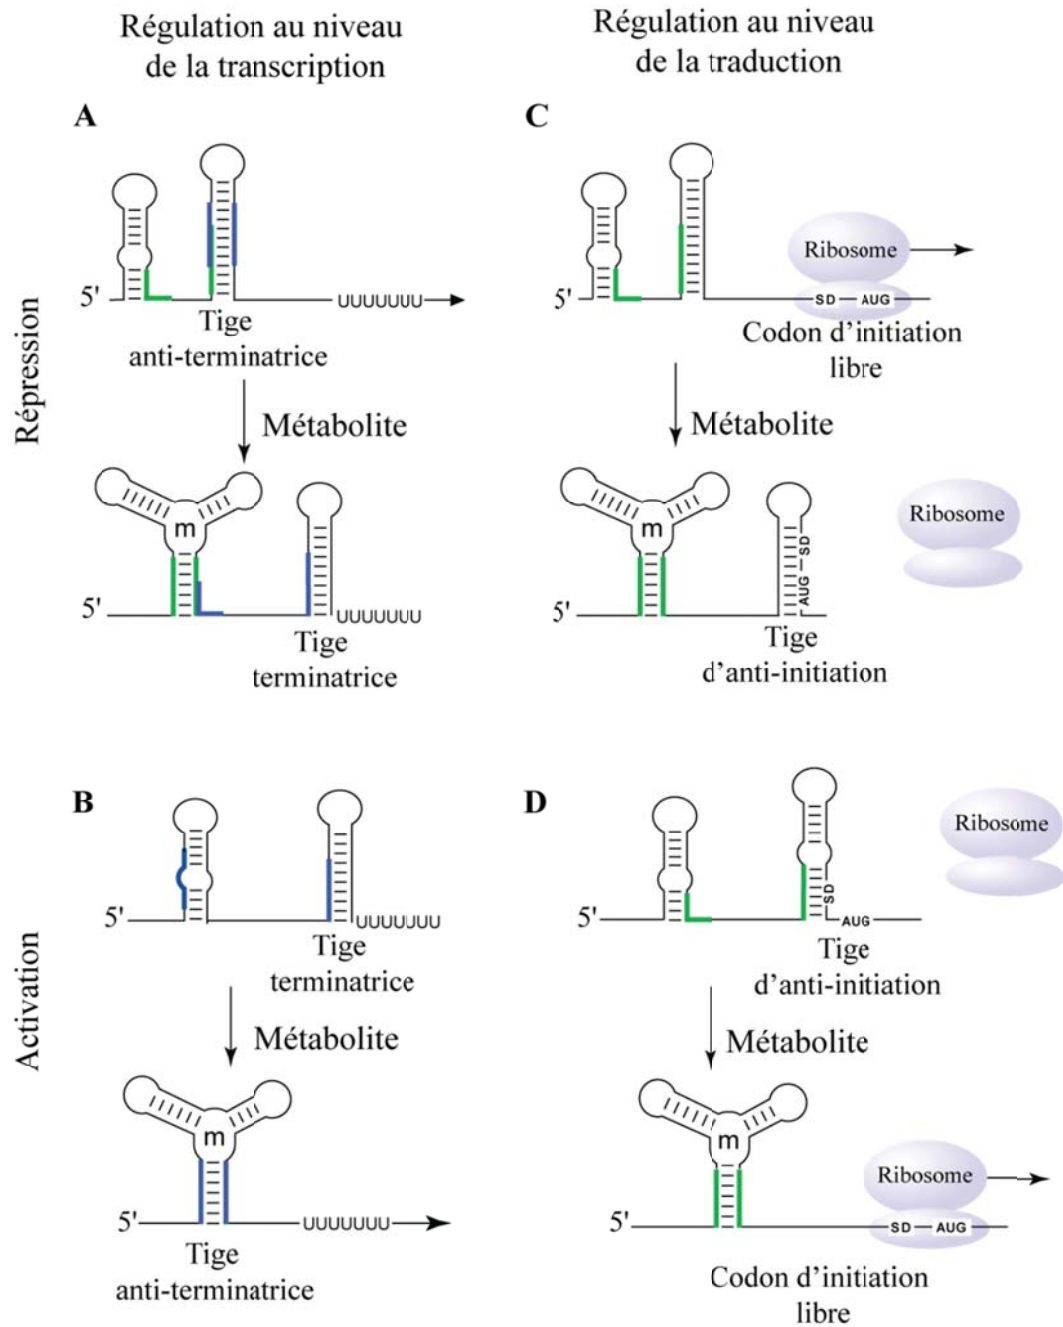 Régulation au niveau
de la transcription
Régulation au niveau
de la traduction
Répression
A
5'
Tige
anti-terminatrice
UUUUUUU
Métabolite
m
5'
UUUUUUU
Tige
terminatrice
C
5'
Ribosome
SD AUG
Codon d'initiation
libre
Métabolite
m
5'
AUG SD
Ribosome
Tige
d'anti-initiation
Activation
B
5'
UUUUUUU
Tige
terminatrice
Métabolite
m
5'
UUUUUUU
Tige
anti-terminatrice
D
5'
SD
AUG
Ribosome
Tige
d'anti-initiation
Métabolite
m
5'
Ribosome
SD AUG
Codon d'initiation
libre